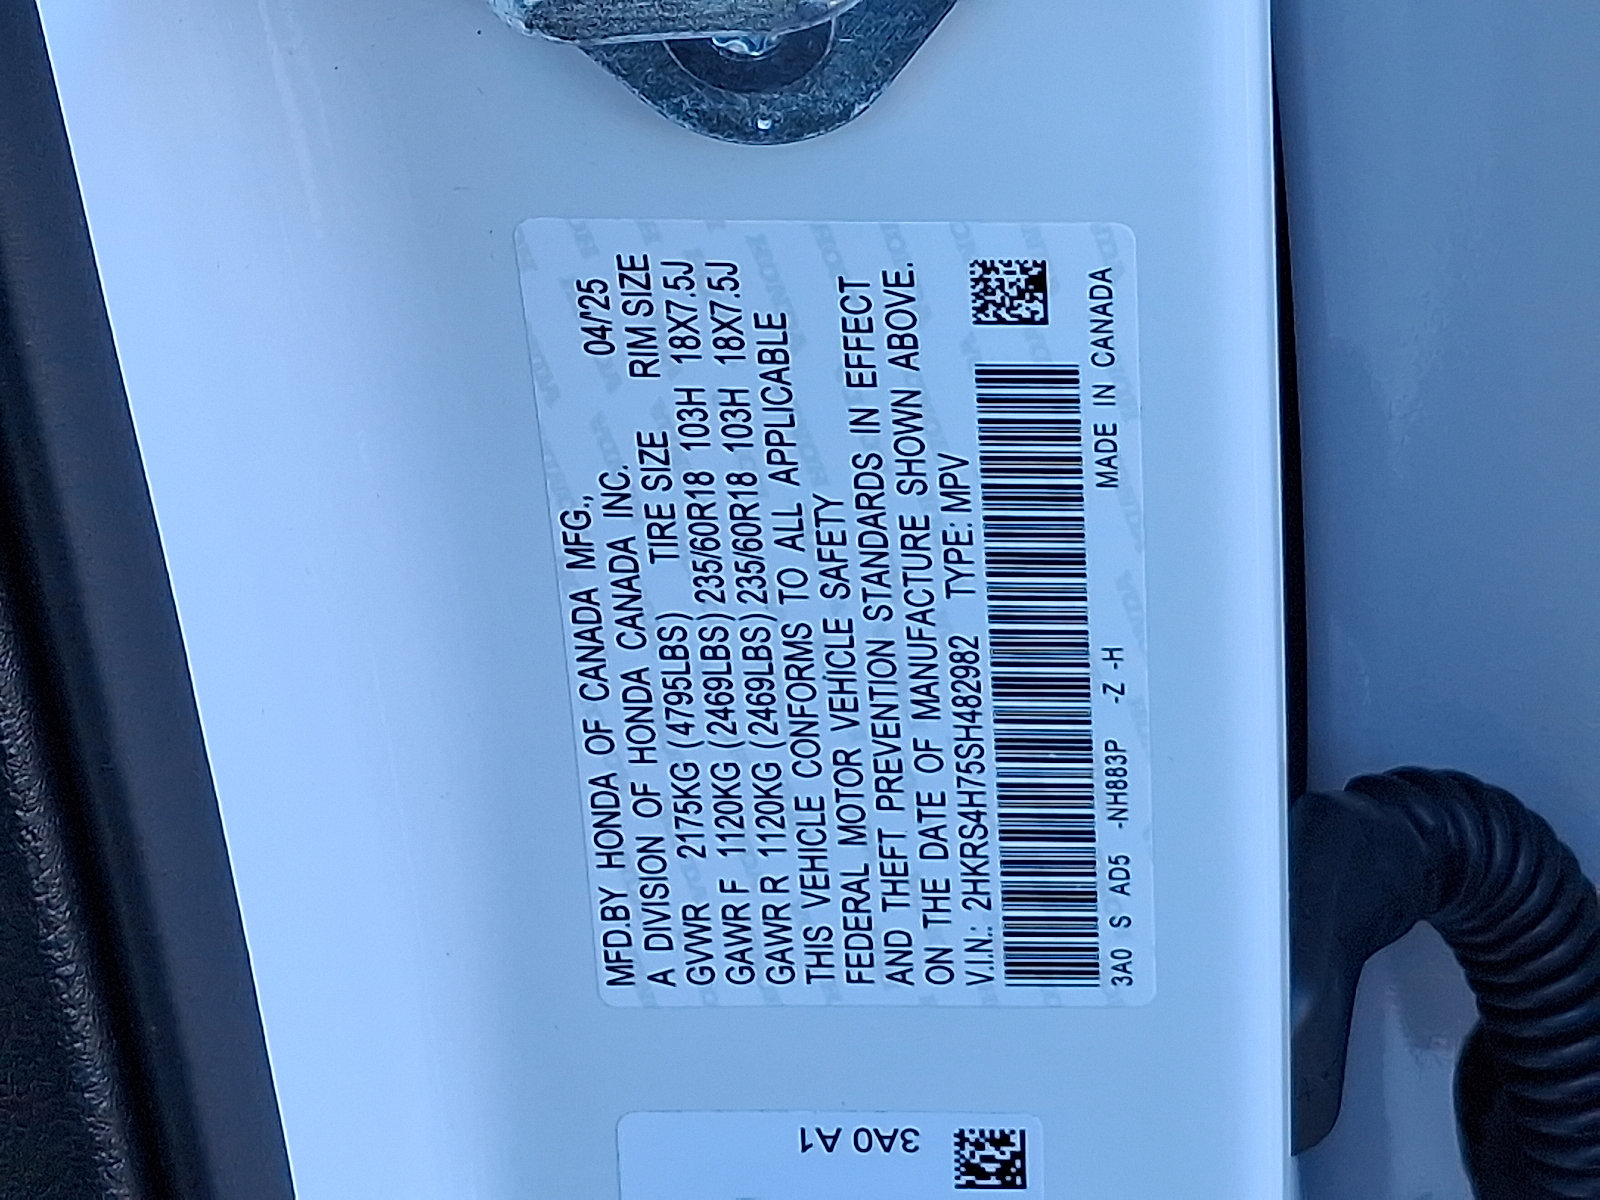 MFD.BY HONDA OF CANADA MFG., 04/'25
A DIVISION OF HONDA CANADA INC.
TIRE SIZE RIM SIZE
GVWR 2175KG (4795LBS)
GAWR F 1120KG (2469LBS) 235/60R18 103H 18X7.5J
GAWR R 1120KG (2469LBS) 235/60R18 103H 18X7.5J
THIS VEHICLE CONFORMS TO ALL APPLICABLE
FEDERAL MOTOR VEHICLE SAFETY
AND THEFT PREVENTION STANDARDS IN EFFECT
ON THE DATE OF MANUFACTURE SHOWN ABOVE.
V.I.N.: 2HKRS4H75SH482982 TYPE: MPV
3A0 S AD5 -NH883P -Z -H MADE IN CANADA
3A0 A1